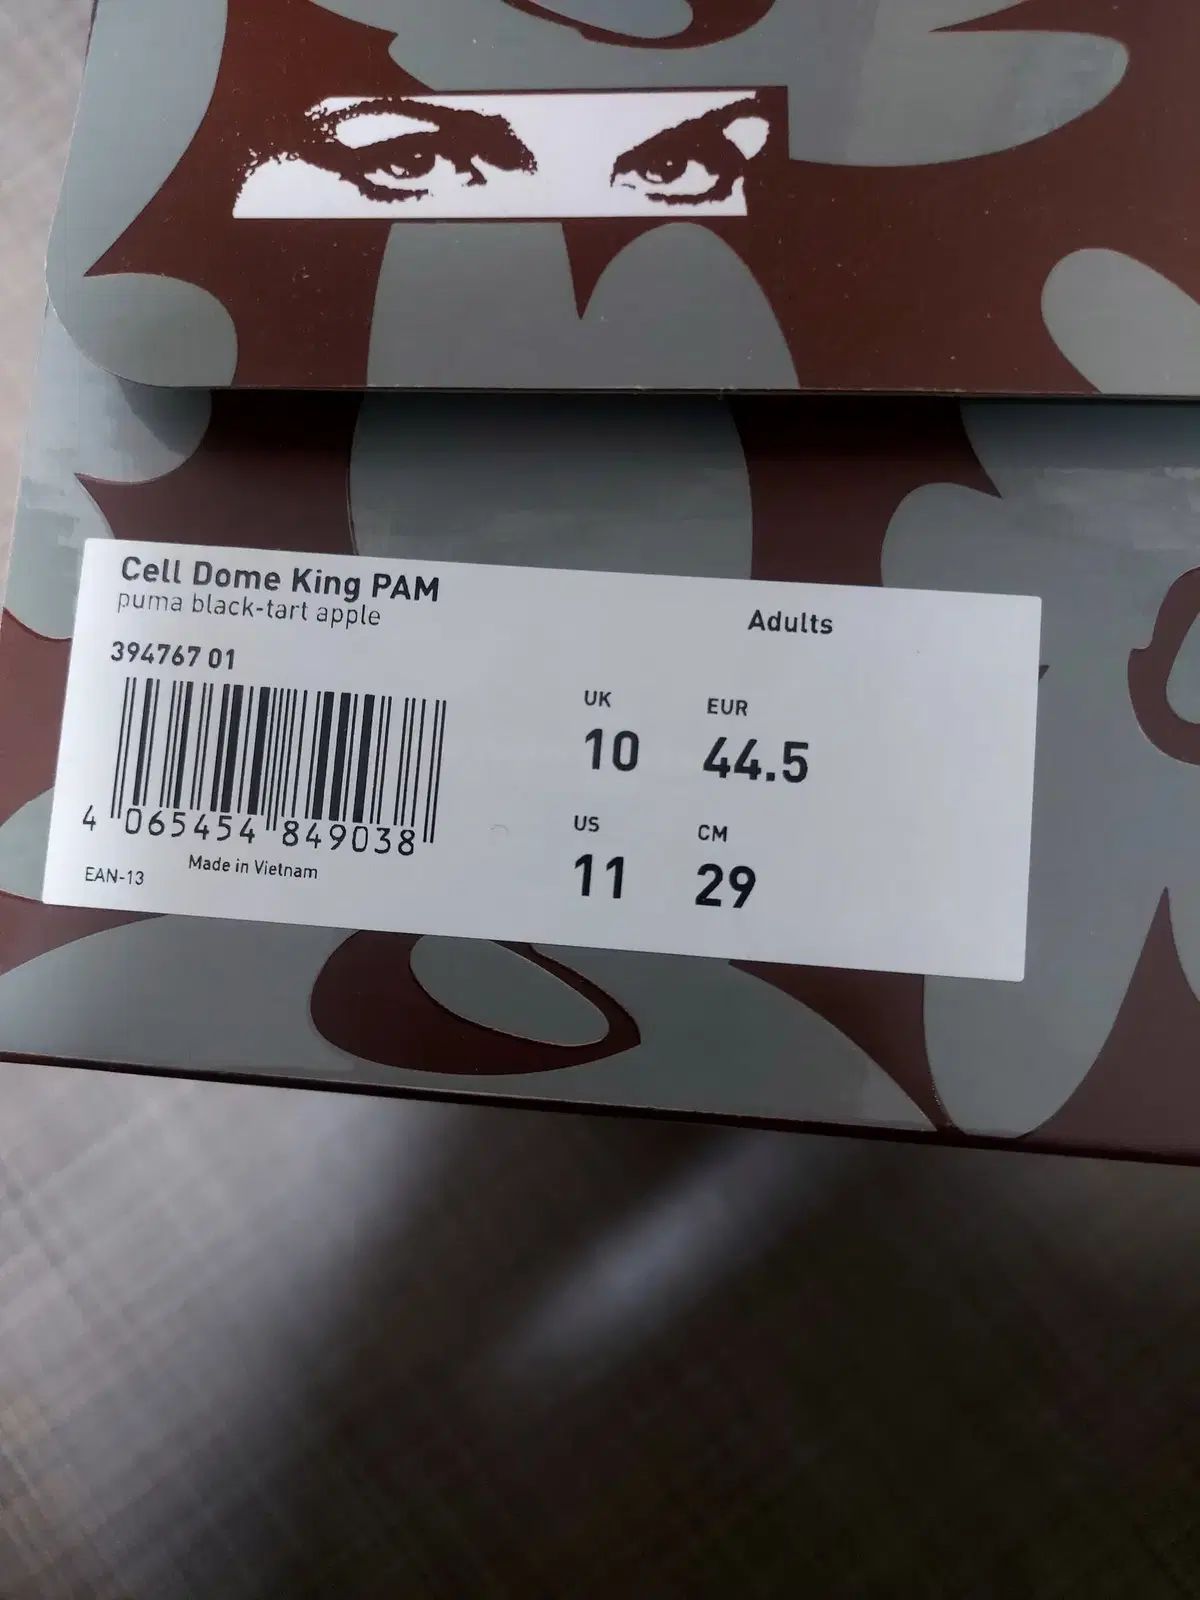 Cell Dome King PAM
puma black-tart apple
Adults
394767 01
4 065454 849038
EAN-13
Made in Vietnam
UK EUR
10 44.5
US CM
11 29